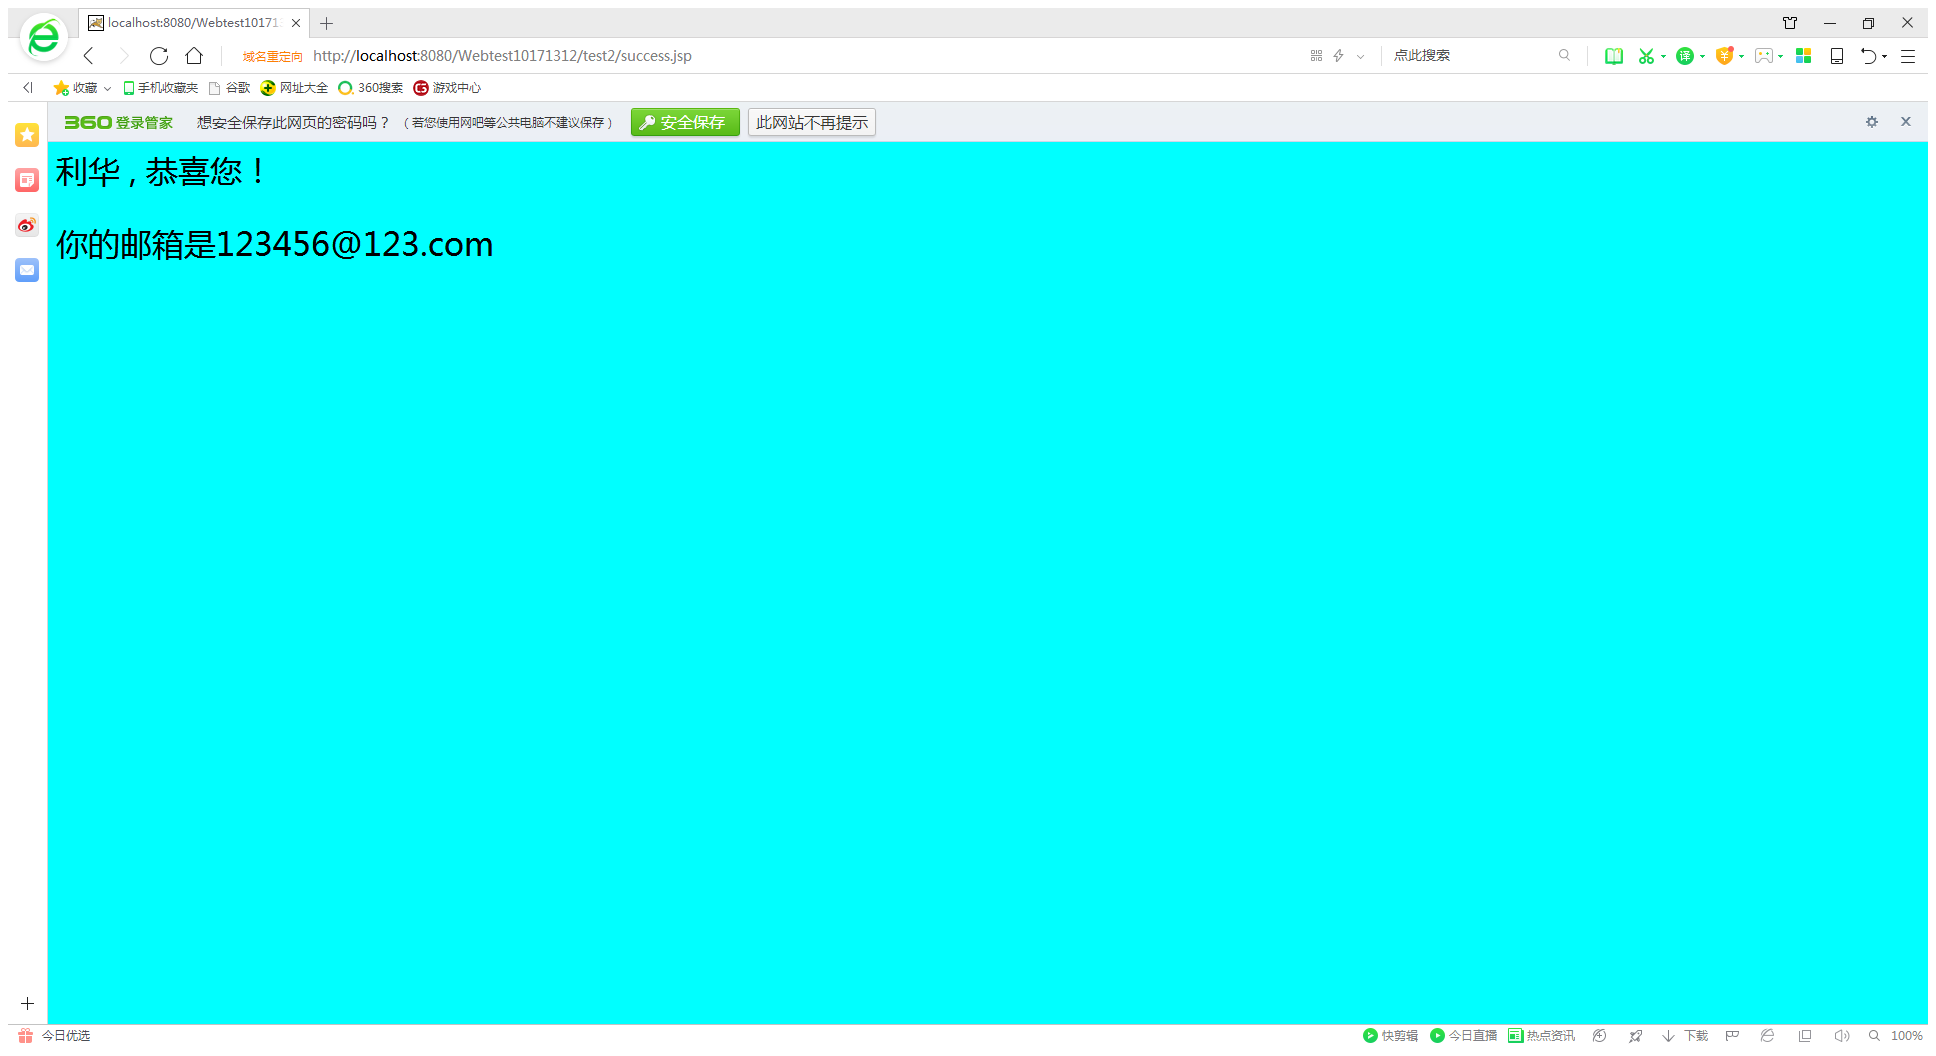 localhost:8080/Webtest10171
域名重定向 http://localhost:8080/Webtest10171312/test2/success.jsp 点此搜索
收藏 手机收藏夹 谷歌 网址大全 360搜索 游戏中心
360登录管家 想安全保存此网页的密码吗？（若您使用网吧等公共电脑不建议保存） 安全保存 此网站不再提示
利华，恭喜您！
你的邮箱是123456@123.com
今日优选 快剪辑 今日直播 热点资讯 下载 100%